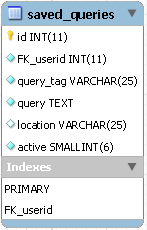 saved_queries
id INT(11)
FK_userid INT(11)
query_tag VARCHAR(25)
query TEXT
location VARCHAR(25)
active SMALLINT(6)
Indexes
PRIMARY
FK_userid